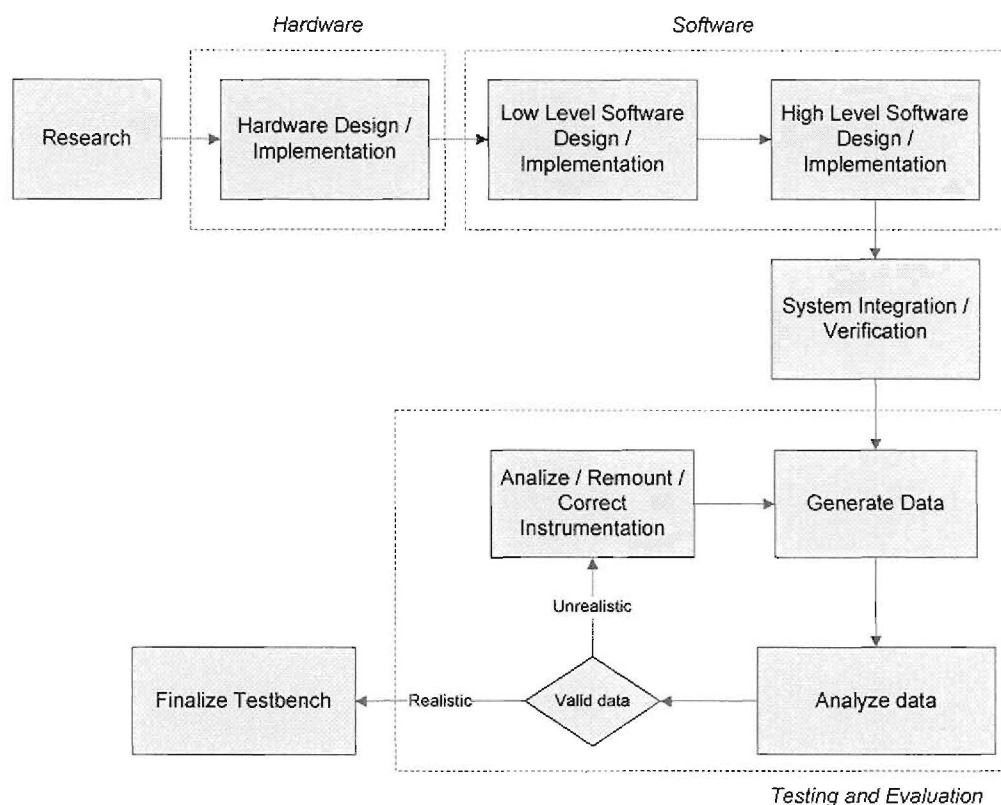 Hardware
Software
Research
Hardware Design /
Implementation
Low Level Software
Design /
Implementation
High Level Software
Design /
Implementation
System Integration /
Verification
Analize / Remount /
Correct
Instrumentation
Generate Data
Unrealistic
Finalize Testbench
Realistic
Valid data
Analyze data
Testing and Evaluation